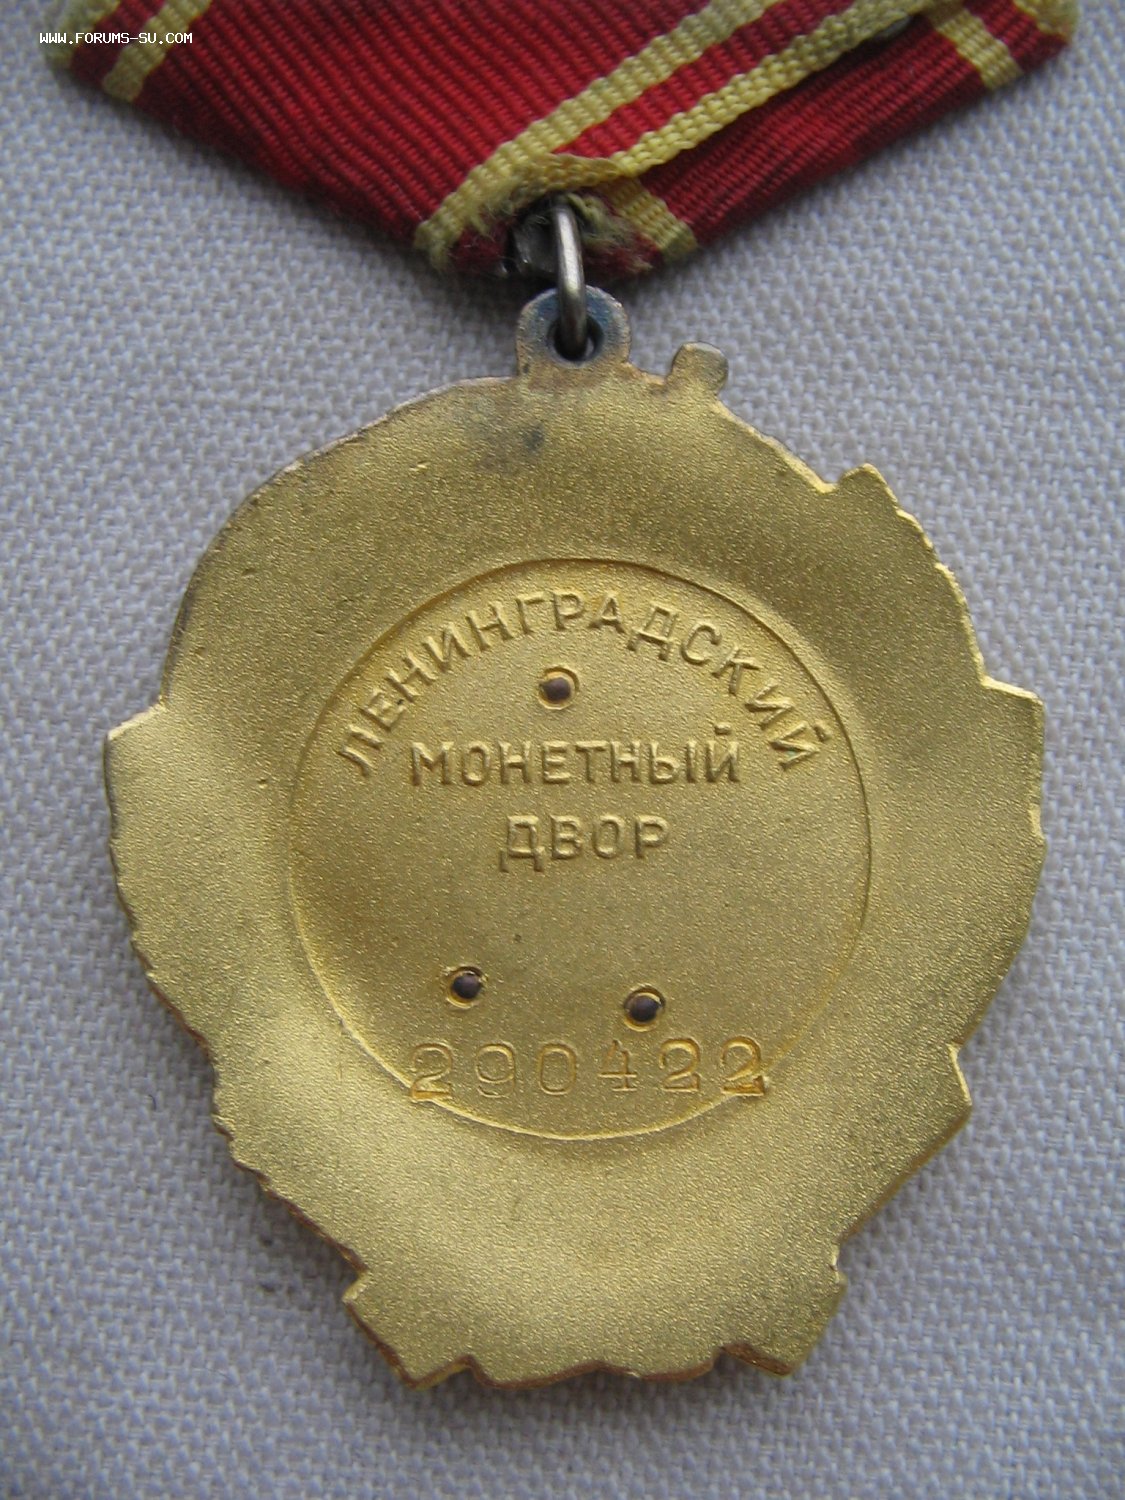 WWW.FORUMS-SU.COM
ЛЕНИНГРАДСКИЙ
МОНЕТНЫЙ
ДВОР
290422